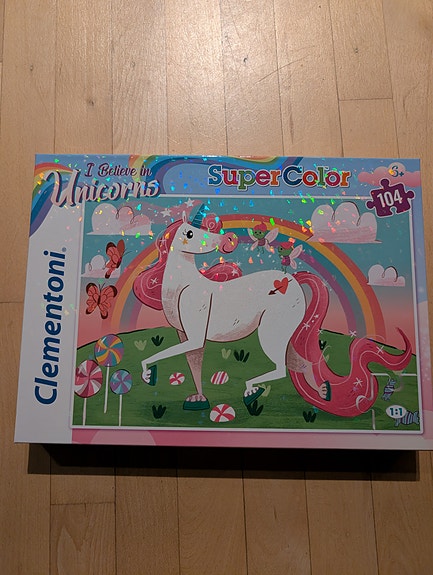 I Believe in
Unicorns
SuperColor
3+
104
Clementoni®
1:1